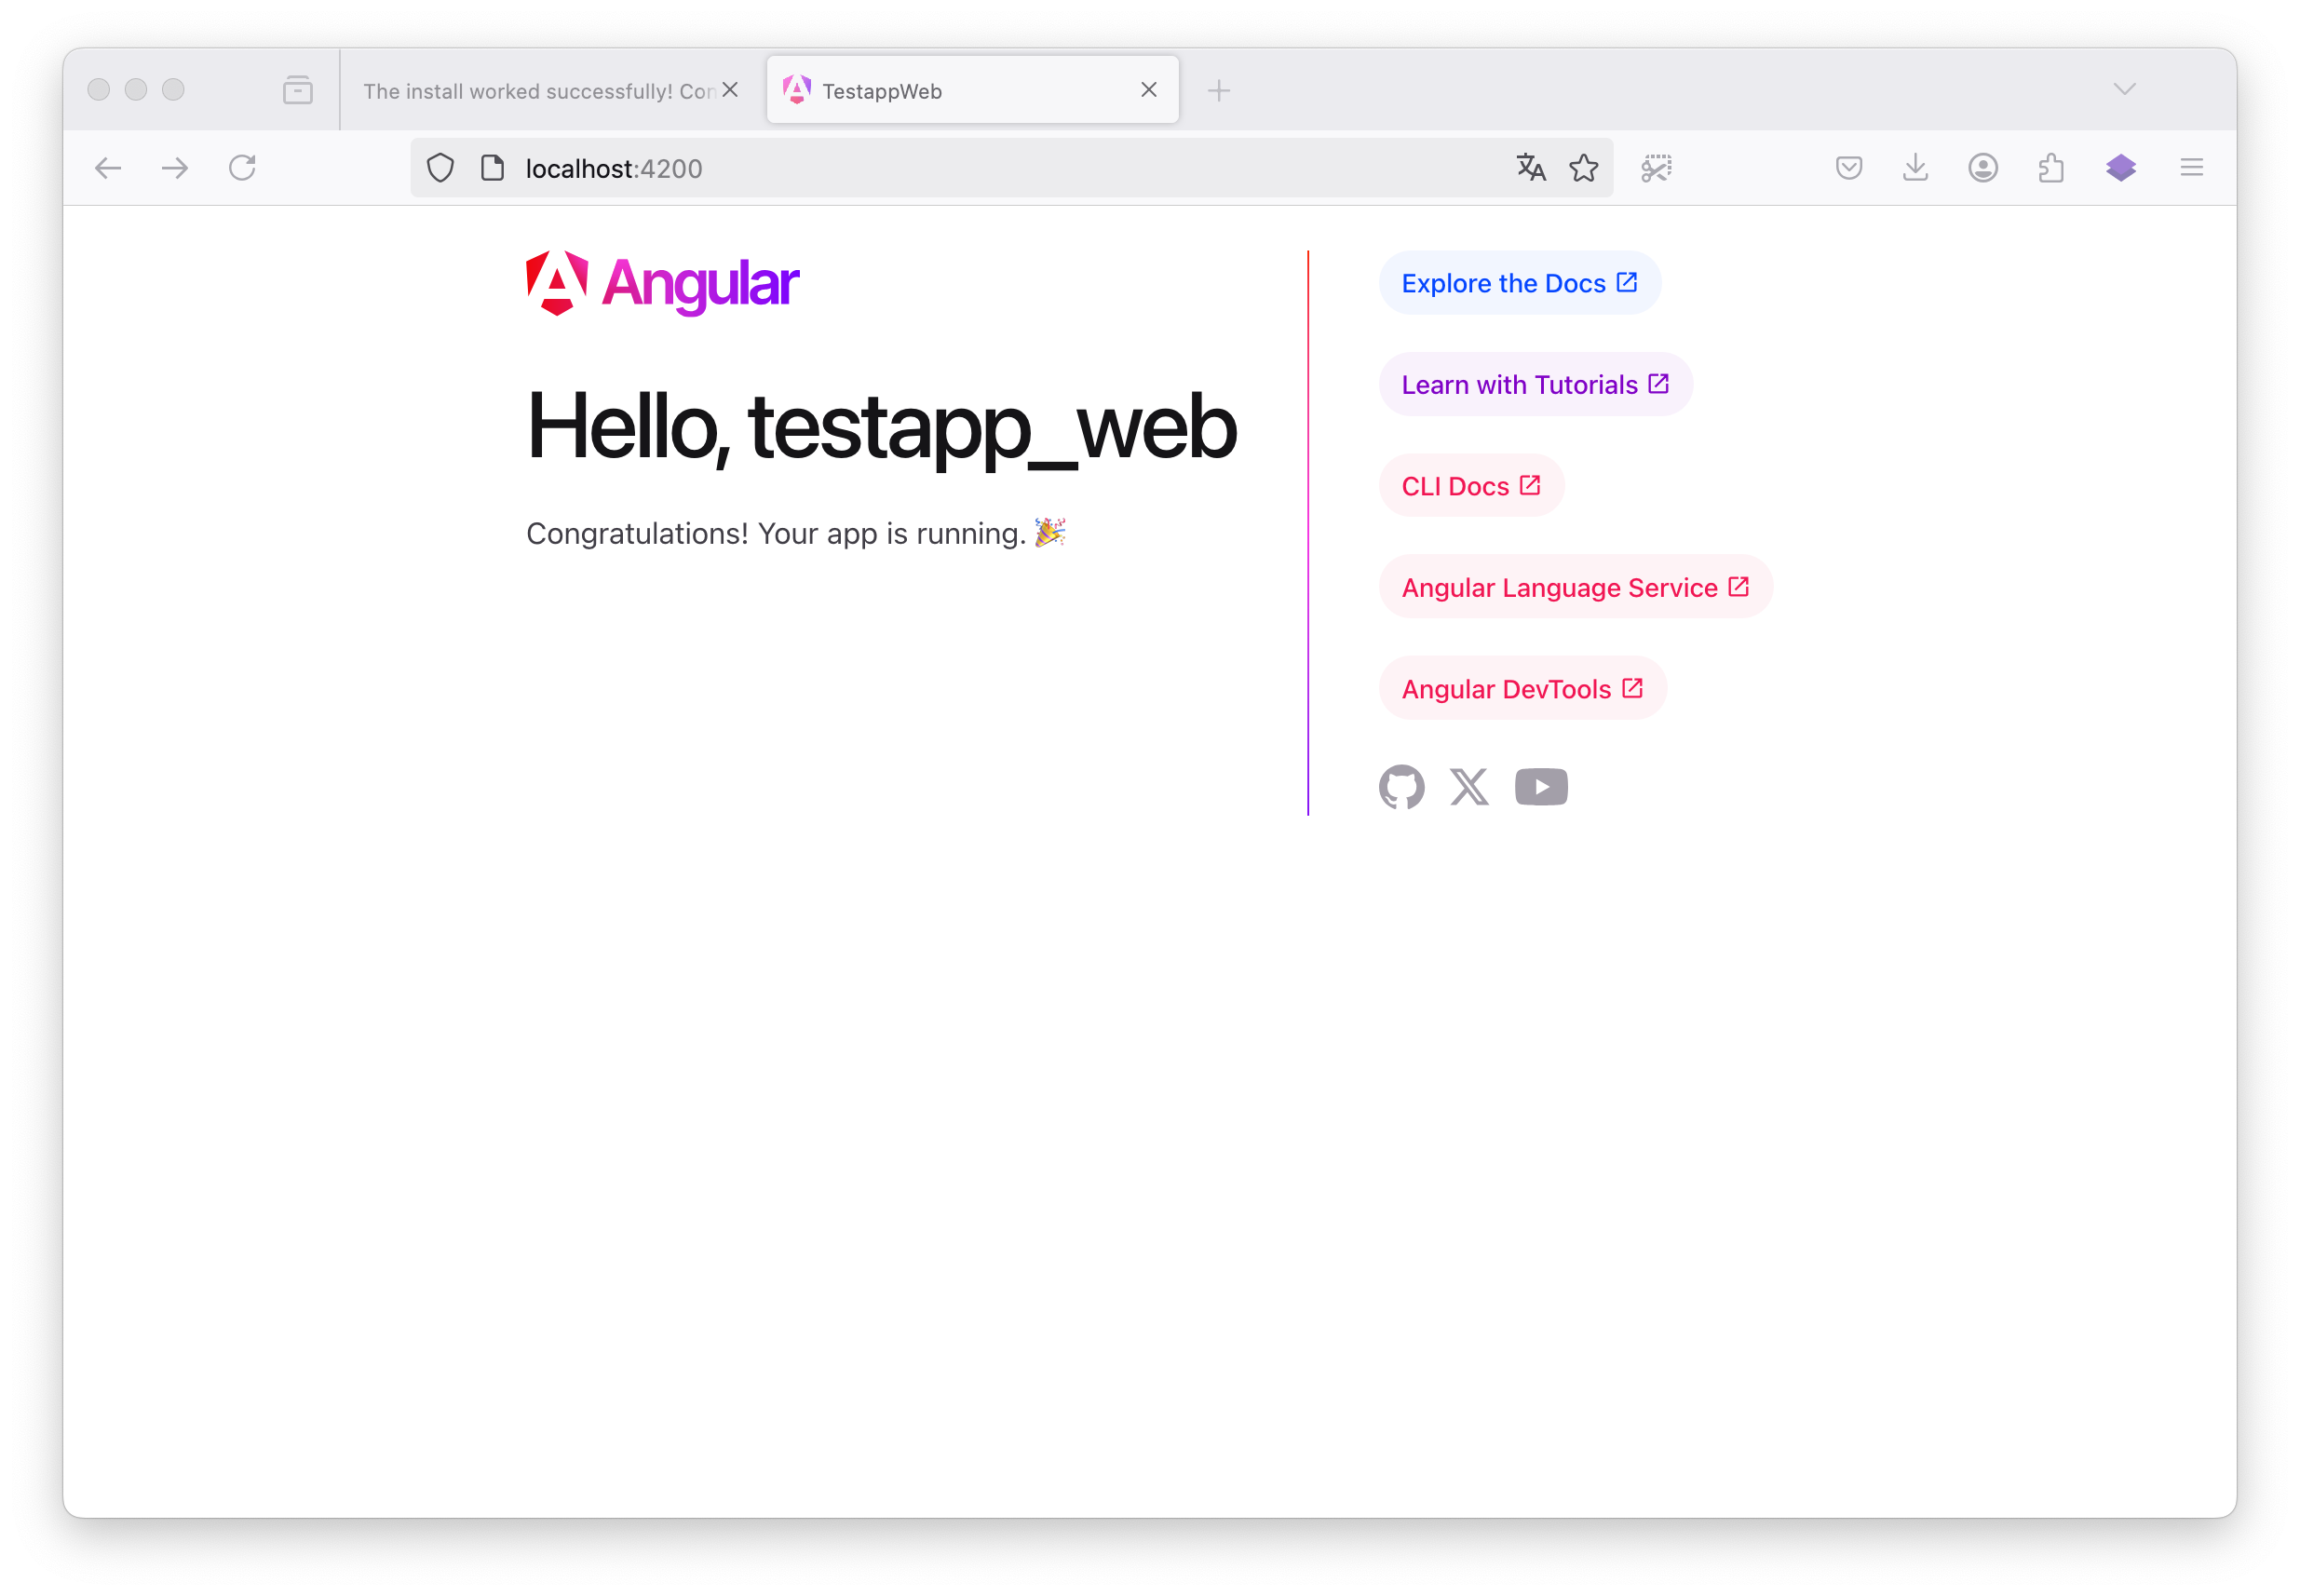 The install worked successfully! Con
TestappWeb
localhost:4200
Angular
Hello, testapp_web
Congratulations! Your app is running. 🎉
Explore the Docs
Learn with Tutorials
CLI Docs
Angular Language Service
Angular DevTools